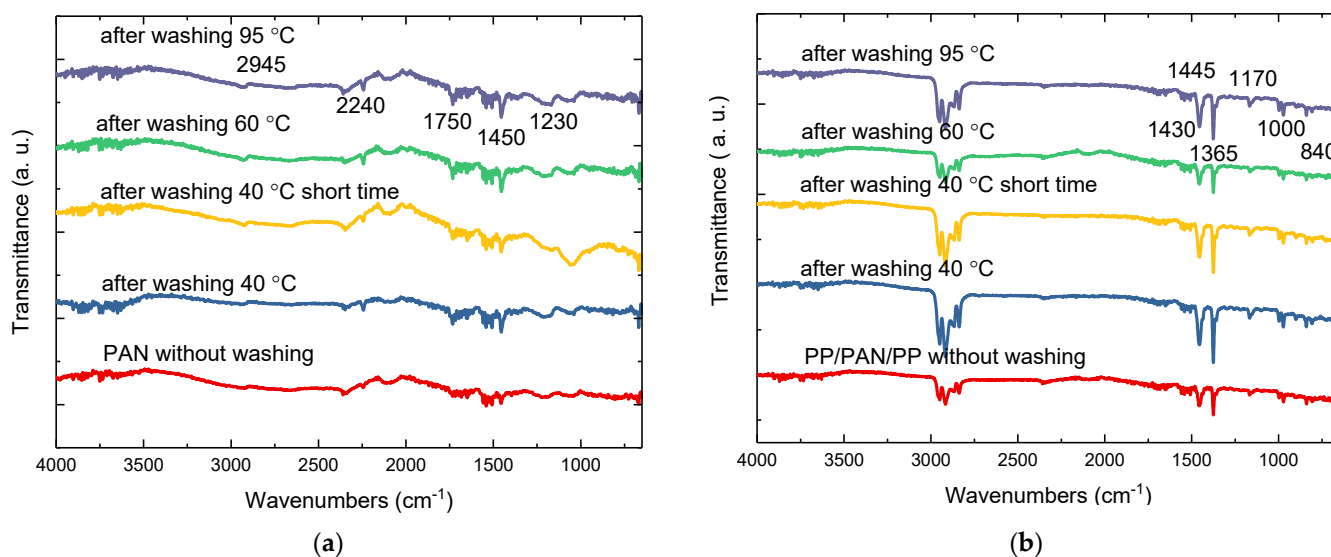 after washing 95 °C
2945
2240
1750
1450
1230
after washing 60 °C
after washing 40 °C short time
after washing 40 °C
PAN without washing
Transmittance (a. u.)
4000 3500 3000 2500 2000 1500 1000
Wavenumbers (cm-1)
(a)
after washing 95 °C
1445 1170
1430 1000
1365 840
after washing 60 °C
after washing 40 °C short time
after washing 40 °C
PP/PAN/PP without washing
Transmittance ( a. u.)
4000 3500 3000 2500 2000 1500 1000
Wavenumbers (cm-1)
(b)